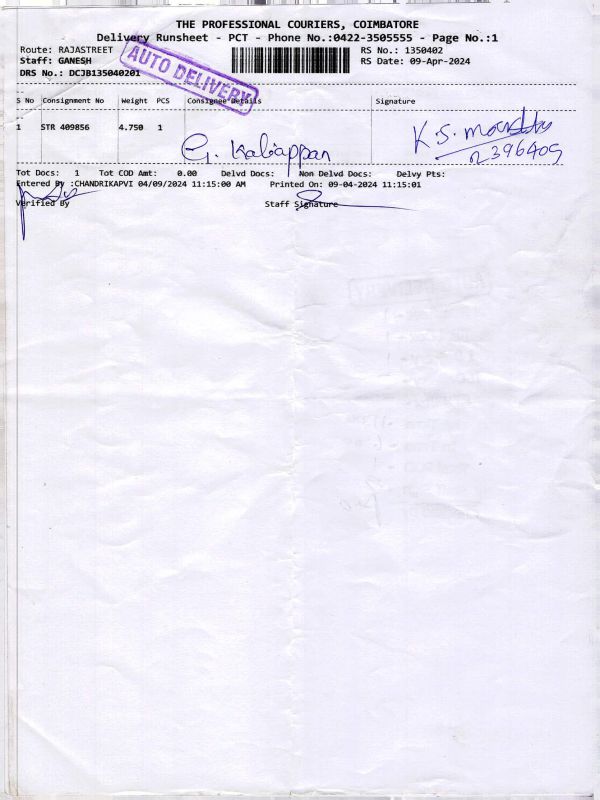 THE PROFESSIONAL COURIERS, COIMBATORE
Delivery Runsheet - PCT - Phone No.:0422-3505555 - Page No.:1
Route: RAJASTREET RS No.: 1350402
Staff: GANESH RS Date: 09-Apr-2024
DRS No.: DCJB135040201
AUTO DELIVERY
S No Consignment No Weight PCS Consignee Details Signature
1 STR 409856 4.750 1
G. Kaliappan K.S.
2396409
Tot Docs: 1 Tot COD Amt: 0.00 Delvd Docs: Non Delvd Docs: Delvy Pts:
Entered By :CHANDRIKAPVI 04/09/2024 11:15:00 AM Printed On: 09-04-2024 11:15:01
Verified By Staff Signature